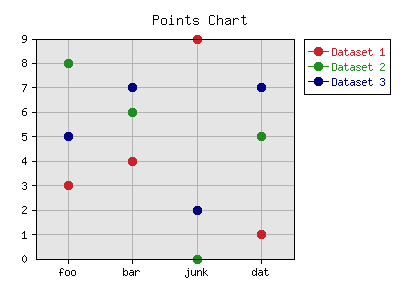 Points Chart
9
8
7
6
5
4
3
2
1
0
foo bar junk dat
Dataset 1
Dataset 2
Dataset 3